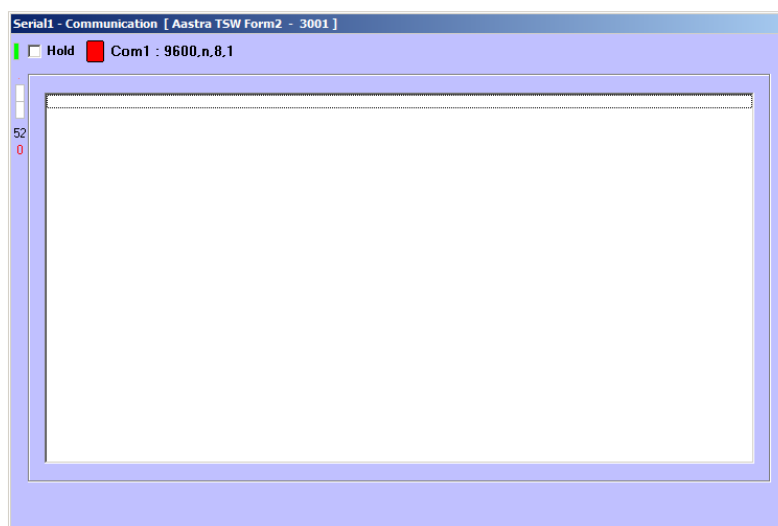 Serial1 - Communication [ Aastra TSW Form2 - 3001 ]
Hold Com1 : 9600,n,8,1
52
0